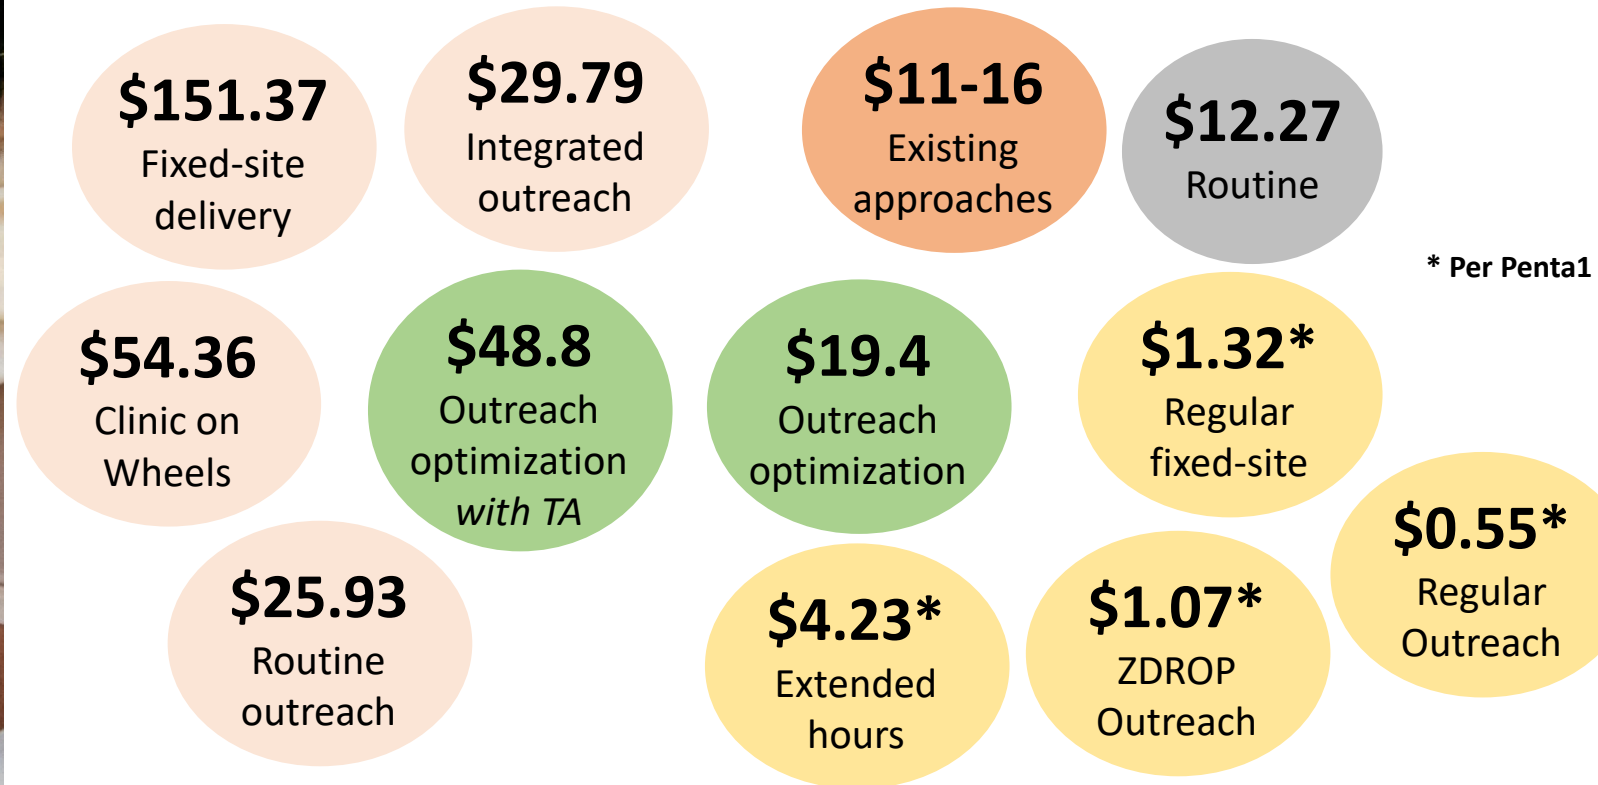 $151.37
Fixed-site
delivery
$29.79
Integrated
outreach
$11-16
Existing
approaches
$12.27
Routine
* Per Penta1
$54.36
Clinic on
Wheels
$48.8
Outreach
optimization
with TA
$19.4
Outreach
optimization
$1.32*
Regular
fixed-site
$0.55*
Regular
Outreach
$25.93
Routine
outreach
$4.23*
Extended
hours
$1.07*
ZDROP
Outreach